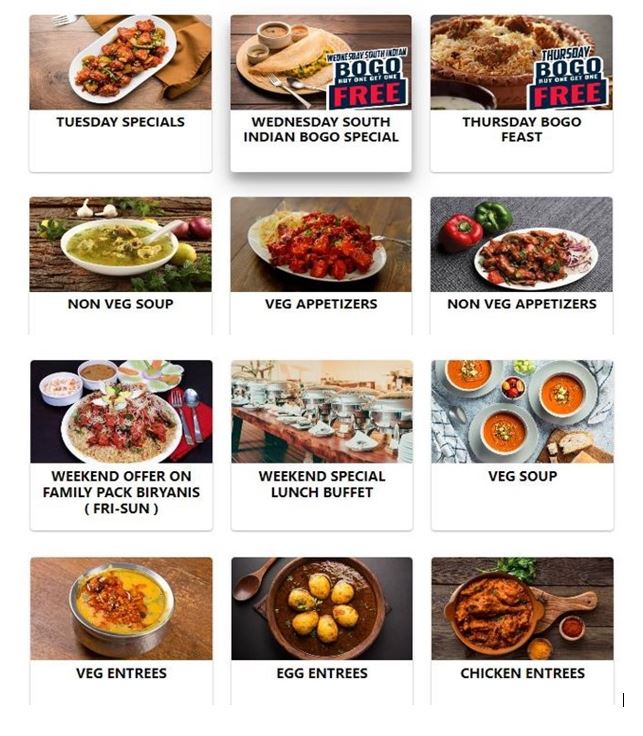 WEDNESDAY SOUTH INDIAN
BOGO
BUY ONE GET ONE
FREE
THURSDAY
BOGO
BUY ONE GET ONE
FREE
TUESDAY SPECIALS
WEDNESDAY SOUTH
INDIAN BOGO SPECIAL
THURSDAY BOGO
FEAST
NON VEG SOUP
VEG APPETIZERS
NON VEG APPETIZERS
WEEKEND OFFER ON
FAMILY PACK BIRYANIS
( FRI-SUN )
WEEKEND SPECIAL
LUNCH BUFFET
VEG SOUP
VEG ENTREES
EGG ENTREES
CHICKEN ENTREES